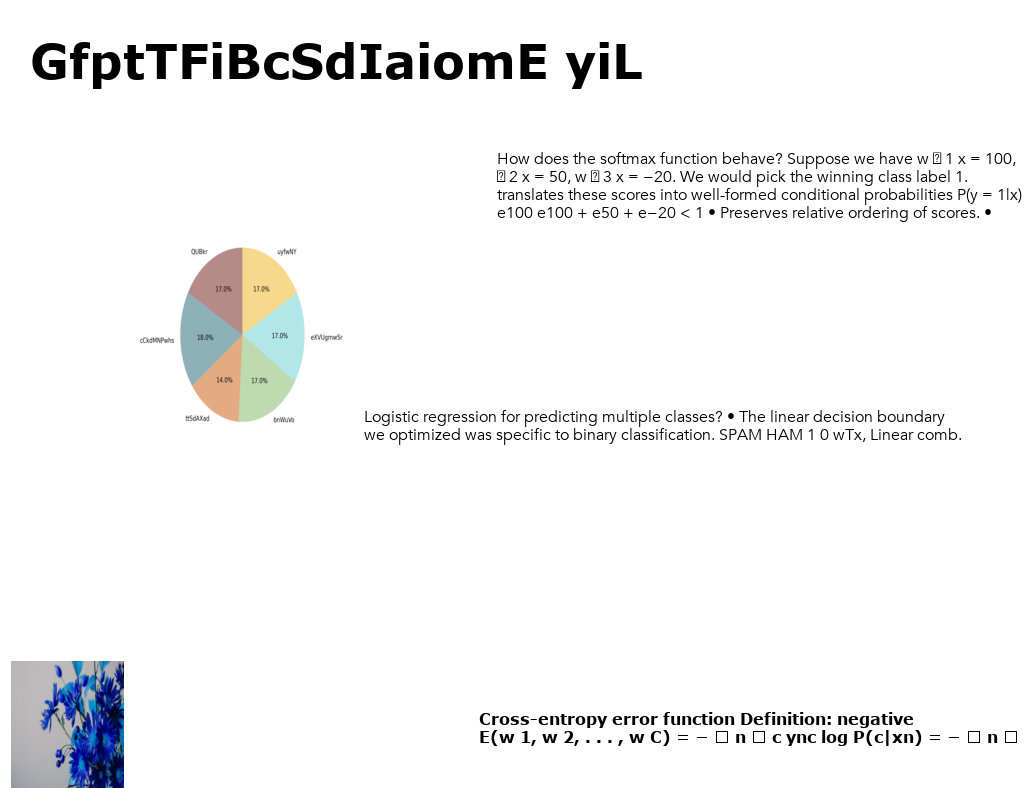 GfptTFiBcSdIaiomE yiL
How does the softmax function behave? Suppose we have w ⍰ 1 x = 100,
⍰ 2 x = 50, w ⍰ 3 x = −20. We would pick the winning class label 1.
translates these scores into well-formed conditional probabilities P(y = 1|x)
e100 e100 + e50 + e−20 < 1 • Preserves relative ordering of scores. •
QUBkr
uyfwNY
17.0%
17.0%
cCkdMNPwhs
18.0%
17.0%
eXVUgmwSr
14.0%
17.0%
ttSdAXad
bnWuVo
Logistic regression for predicting multiple classes? • The linear decision boundary
we optimized was specific to binary classification. SPAM HAM 1 0 wTx, Linear comb.
Cross-entropy error function Definition: negative
E(w 1, w 2, . . . , w C) = − □ n □ c ync log P(c|xn) = − □ n □